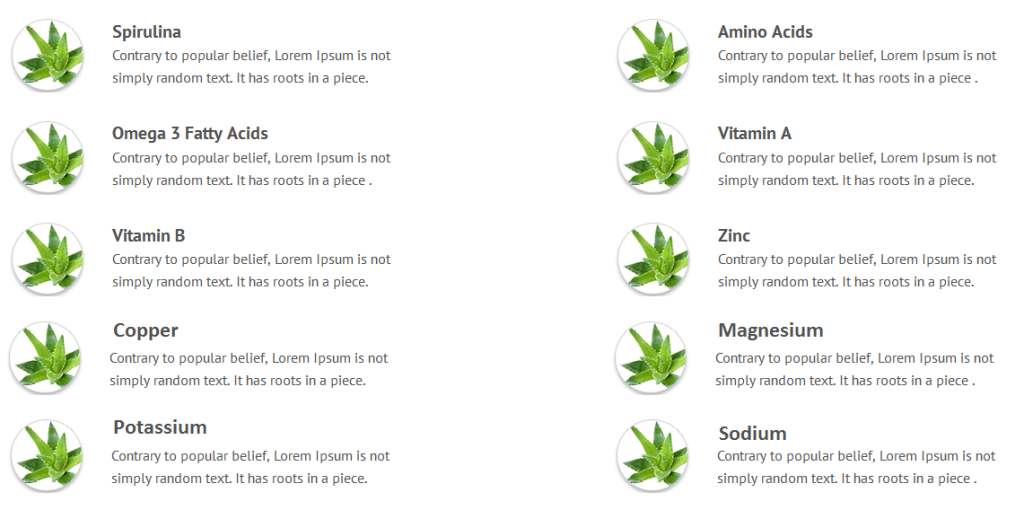 Spirulina
Contrary to popular belief, Lorem Ipsum is not
simply random text. It has roots in a piece.
Omega 3 Fatty Acids
Contrary to popular belief, Lorem Ipsum is not
simply random text. It has roots in a piece .
Vitamin B
Contrary to popular belief, Lorem Ipsum is not
simply random text. It has roots in a piece.
Copper
Contrary to popular belief, Lorem Ipsum is not
simply random text. It has roots in a piece.
Potassium
Contrary to popular belief, Lorem Ipsum is not
simply random text. It has roots in a piece.
Amino Acids
Contrary to popular belief, Lorem Ipsum is not
simply random text. It has roots in a piece .
Vitamin A
Contrary to popular belief, Lorem Ipsum is not
simply random text. It has roots in a piece.
Zinc
Contrary to popular belief, Lorem Ipsum is not
simply random text. It has roots in a piece.
Magnesium
Contrary to popular belief, Lorem Ipsum is not
simply random text. It has roots in a piece .
Sodium
Contrary to popular belief, Lorem Ipsum is not
simply random text. It has roots in a piece .